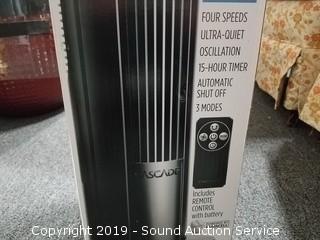 FOUR SPEEDS
ULTRA-QUIET
OSCILLATION
15-HOUR TIMER
AUTOMATIC
SHUT OFF
3 MODES
CASCADE
includes
REMOTE
CONTROL
with battery
Copyright 2019 - Sound Auction Service